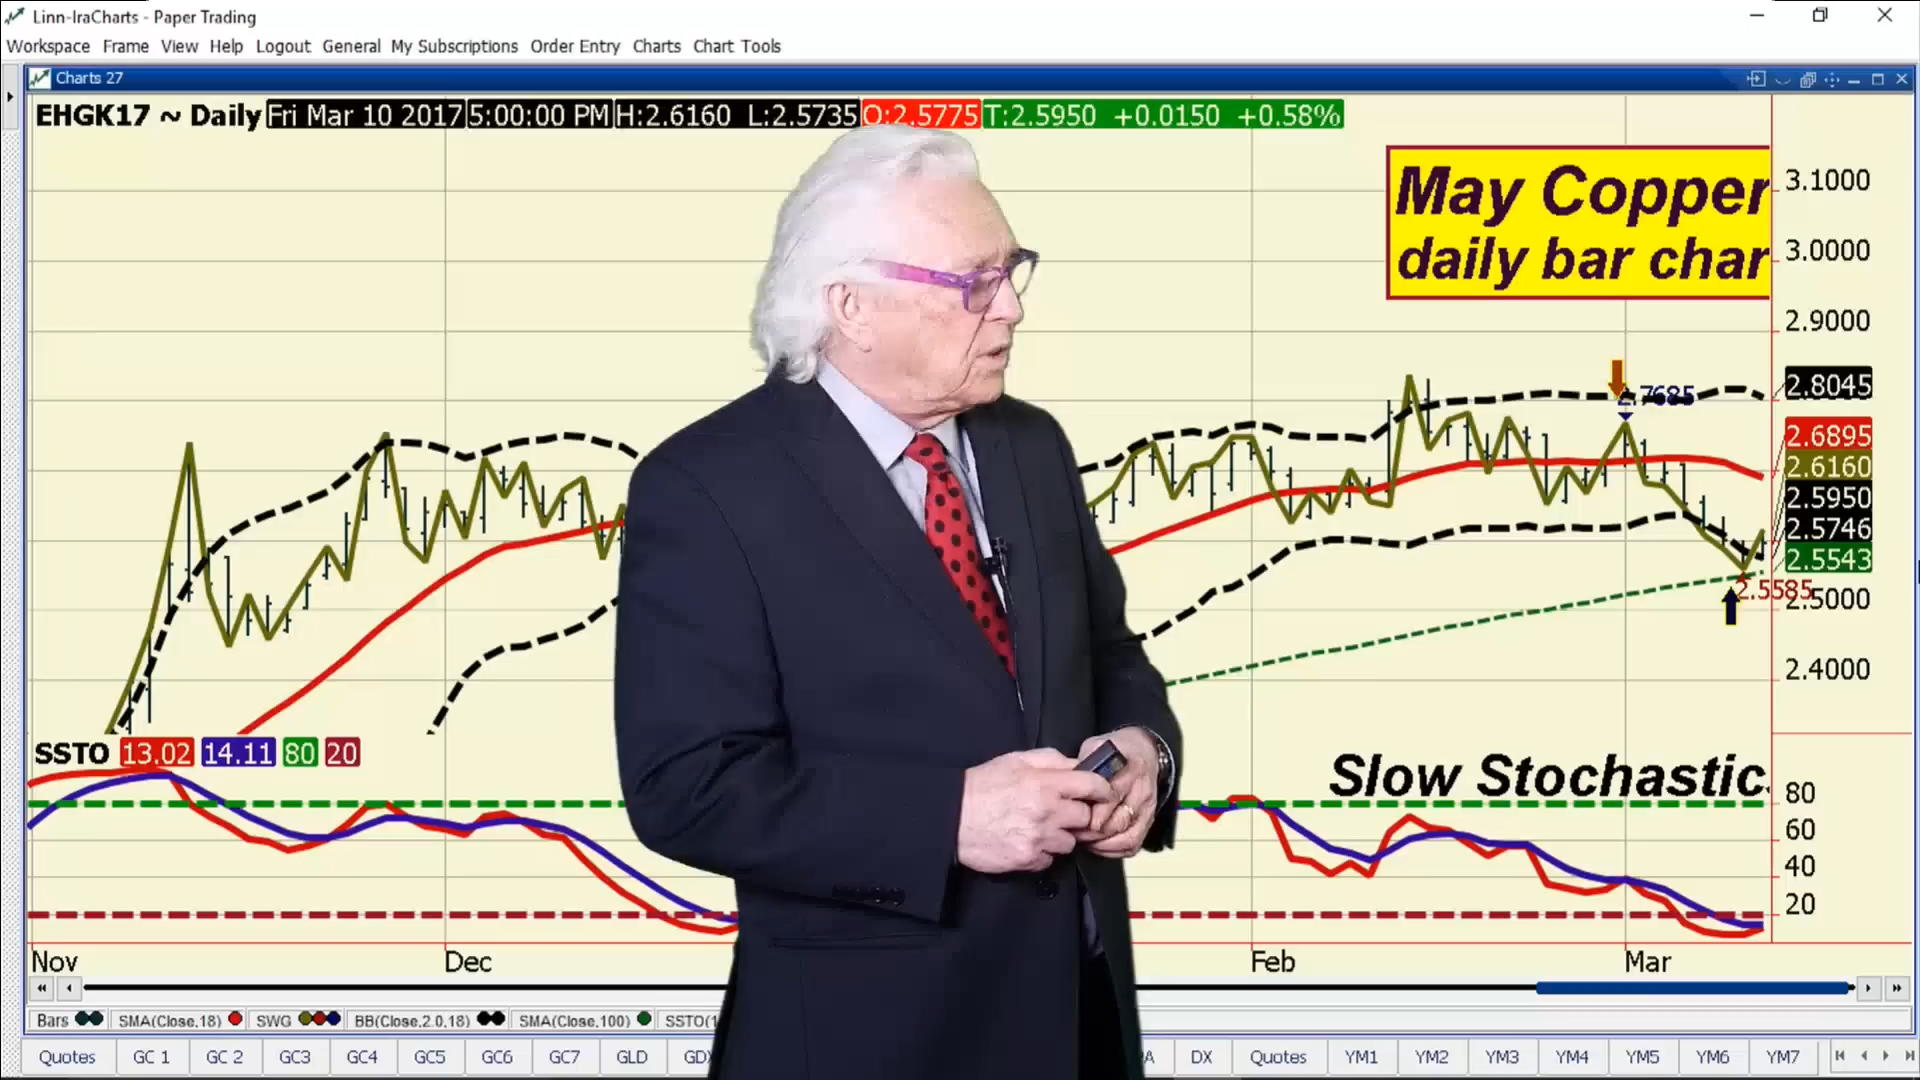 Linn-IraCharts - Paper Trading
Workspace Frame View Help Logout General My Subscriptions Order Entry Charts Chart Tools
Charts 27
EHGK17 ~ Daily Fri Mar 10 2017 5:00:00 PM H:2.6160 L:2.5735 O:2.5775 T:2.5950 +0.0150 +0.58%
May Copper
daily bar char
3.1000
3.0000
2.9000
2.8045
2.7685
2.6895
2.6160
2.5950
2.5746
2.5543
2.5585
2.5000
2.4000
SSTO 13.02 14.11 80 20
Slow Stochastic
80
60
40
20
Nov Dec Feb Mar
Bars SMA(Close,18) SWG BB(Close,2.0,18) SMA(Close,100) SSTO(1
Quotes GC 1 GC 2 GC3 GC4 GC5 GC6 GC7 GLD GD A DX Quotes YM1 YM2 YM3 YM4 YM5 YM6 YM7